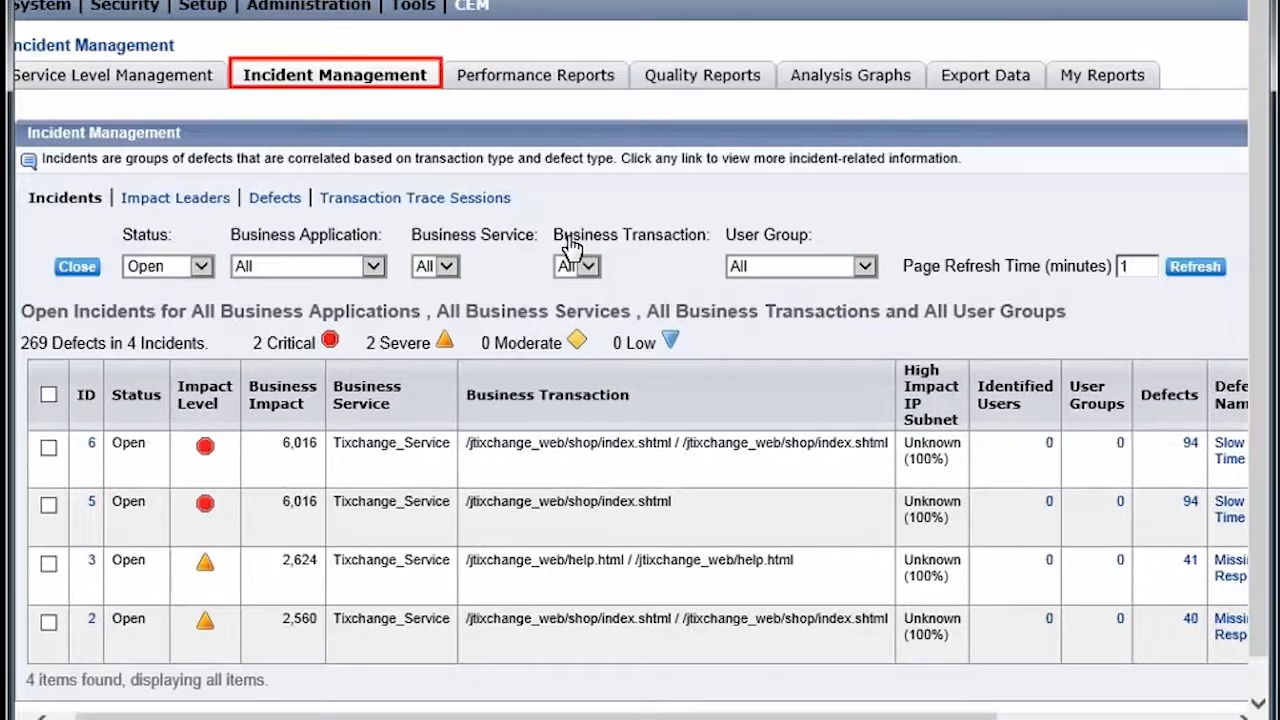 System | Security | Setup | Administration | Tools | CEM
ncident Management
Service Level Management Incident Management Performance Reports Quality Reports Analysis Graphs Export Data My Reports
Incident Management
Incidents are groups of defects that are correlated based on transaction type and defect type. Click any link to view more incident-related information.
Incidents | Impact Leaders | Defects | Transaction Trace Sessions
Status: Business Application: Business Service: Business Transaction: User Group:
Close Open All All All All Page Refresh Time (minutes) 1 Refresh
Open Incidents for All Business Applications , All Business Services , All Business Transactions and All User Groups
269 Defects in 4 Incidents. 2 Critical 2 Severe 0 Moderate 0 Low
ID Status Impact Level Business Impact Business Service Business Transaction High Impact IP Subnet Identified Users User Groups Defects Defe Nam
6 Open 6,016 Tixchange_Service /jtixchange_web/shop/index.shtml / /jtixchange_web/shop/index.shtml Unknown (100%) 0 0 94 Slow Time
5 Open 6,016 Tixchange_Service /jtixchange_web/shop/index.shtml Unknown (100%) 0 0 94 Slow Time
3 Open 2,624 Tixchange_Service /jtixchange_web/help.html / /jtixchange_web/help.html Unknown (100%) 0 0 41 Missi Resp
2 Open 2,560 Tixchange_Service /jtixchange_web/shop/index.shtml / /jtixchange_web/shop/index.shtml Unknown (100%) 0 0 40 Missi Resp
4 items found, displaying all items.